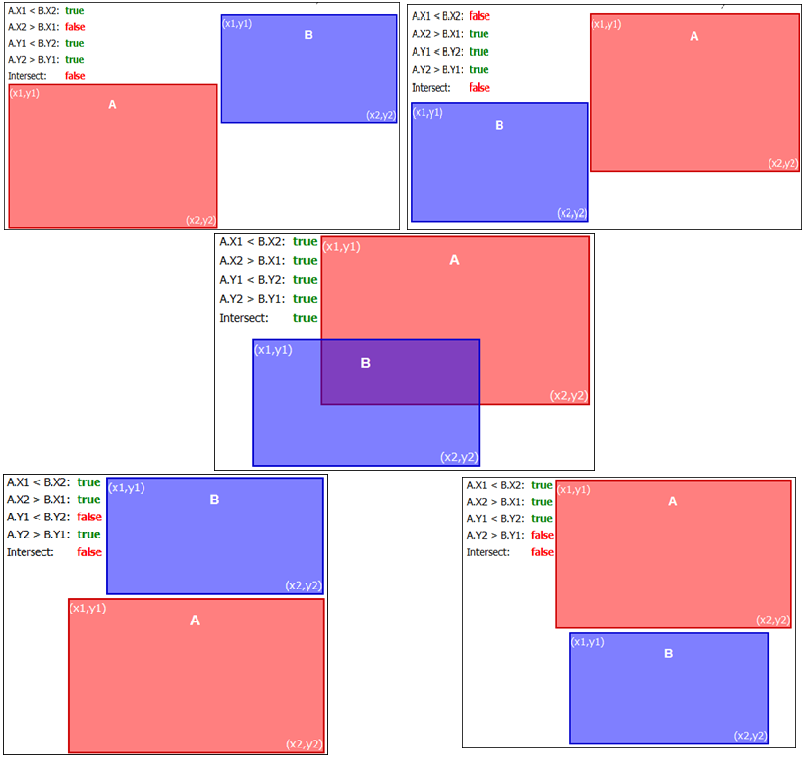 A.X1 < B.X2: true
A.X2 > B.X1: false
A.Y1 < B.Y2: true
A.Y2 > B.Y1: true
Intersect: false
(x1,y1)
B
(x2,y2)
(x1,y1)
A
(x2,y2)
A.X1 < B.X2: false
A.X2 > B.X1: true
A.Y1 < B.Y2: true
A.Y2 > B.Y1: true
Intersect: false
(x1,y1)
A
(x2,y2)
(x1,y1)
B
(x2,y2)
A.X1 < B.X2: true
A.X2 > B.X1: true
A.Y1 < B.Y2: true
A.Y2 > B.Y1: true
Intersect: true
(x1,y1)
A
(x2,y2)
(x1,y1)
B
(x2,y2)
A.X1 < B.X2: true
A.X2 > B.X1: true
A.Y1 < B.Y2: false
A.Y2 > B.Y1: true
Intersect: false
(x1,y1)
B
(x2,y2)
(x1,y1)
A
(x2,y2)
A.X1 < B.X2: true
A.X2 > B.X1: true
A.Y1 < B.Y2: true
A.Y2 > B.Y1: false
Intersect: false
(x1,y1)
A
(x2,y2)
(x1,y1)
B
(x2,y2)